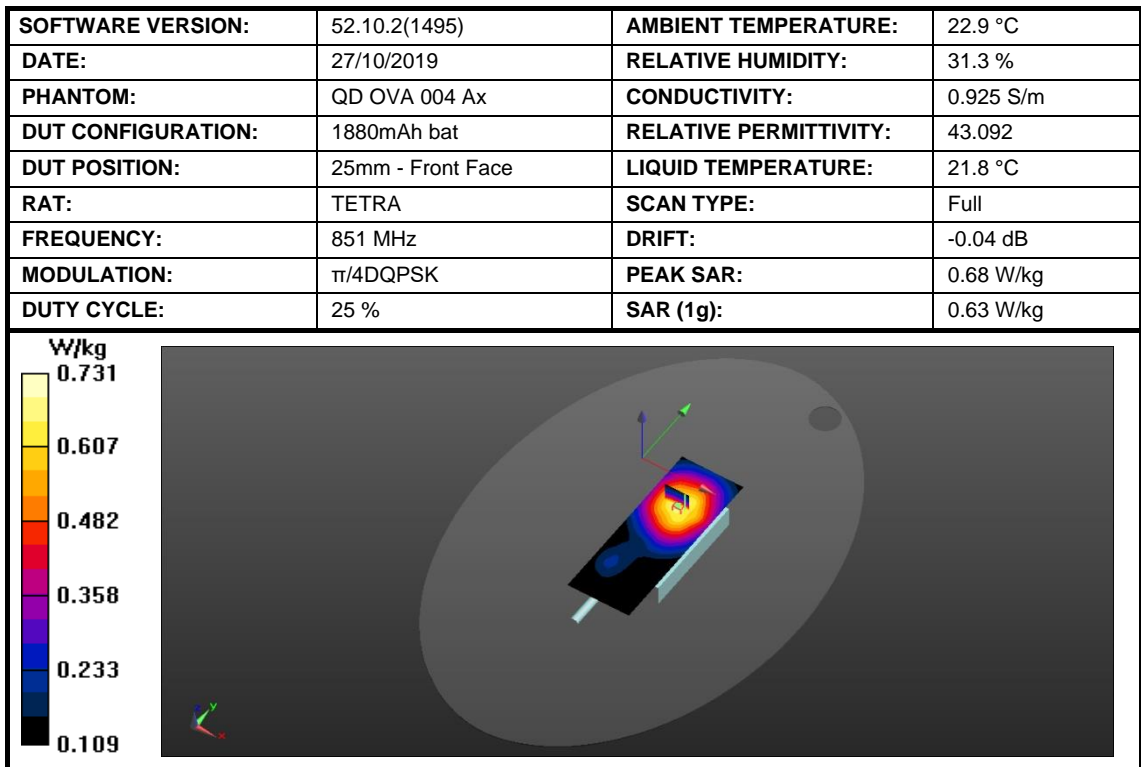 SOFTWARE VERSION: 52.10.2(1495) AMBIENT TEMPERATURE: 22.9 °C
DATE: 27/10/2019 RELATIVE HUMIDITY: 31.3 %
PHANTOM: QD OVA 004 Ax CONDUCTIVITY: 0.925 S/m
DUT CONFIGURATION: 1880mAh bat RELATIVE PERMITTIVITY: 43.092
DUT POSITION: 25mm - Front Face LIQUID TEMPERATURE: 21.8 °C
RAT: TETRA SCAN TYPE: Full
FREQUENCY: 851 MHz DRIFT: -0.04 dB
MODULATION: π/4DQPSK PEAK SAR: 0.68 W/kg
DUTY CYCLE: 25 % SAR (1g): 0.63 W/kg
W/kg
0.731
0.607
0.482
0.358
0.233
0.109
z y
x